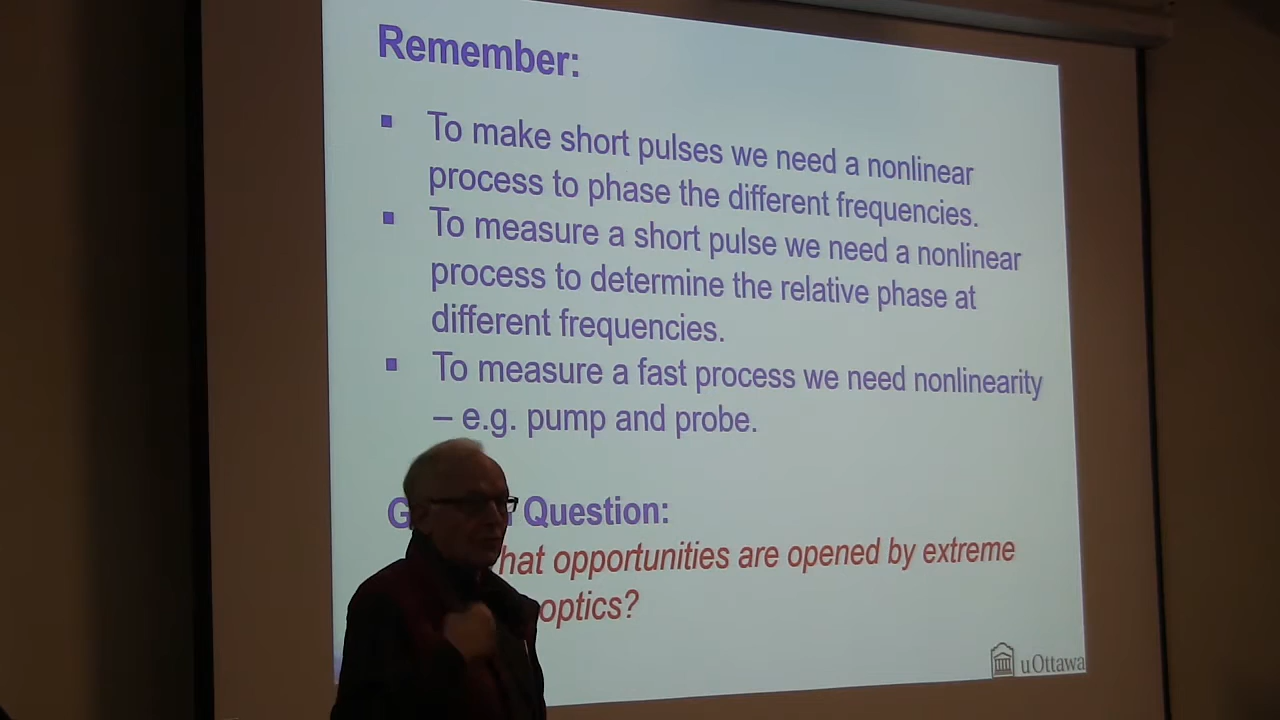 Remember:
▪ To make short pulses we need a nonlinear
process to phase the different frequencies.
▪ To measure a short pulse we need a nonlinear
process to determine the relative phase at
different frequencies.
▪ To measure a fast process we need nonlinearity
– e.g. pump and probe.
Question:
opportunities are opened by extreme
optics?
uOttawa